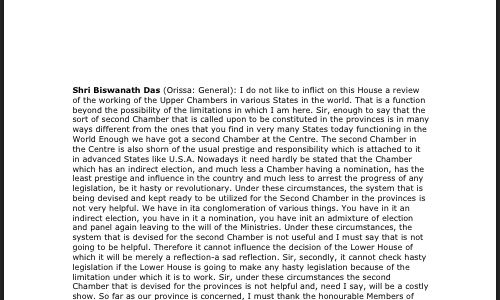 Shri Biswanath Das (Orissa: General): I do not like to inflict on this House a review
of the working of the Upper Chambers in various States in the world. That is a function
beyond the possibility of the limitations in which I am here. Sir, enough to say that the
sort of second Chamber that is called upon to be constituted in the provinces is in many
ways different from the ones that you find in very many States today functioning in the
World Enough we have got a second Chamber at the Centre. The second Chamber in
the Centre is also shorn of the usual prestige and responsibility which is attached to it
in advanced States like U.S.A. Nowadays it need hardly be stated that the Chamber
which has an indirect election, and much less a Chamber having a nomination, has the
least prestige and influence in the country and much less to arrest the progress of any
legislation, be it hasty or revolutionary. Under these circumstances, the system that is
being devised and kept ready to be utilized for the Second Chamber in the provinces is
not very helpful. We have in ita conglomeration of various things. You have in it an
indirect election, you have in it a nomination, you have init an admixture of election
and panel again leaving to the will of the Ministries. Under these circumstances, the
system that is devised for the second Chamber is not useful and I must say that is not
going to be helpful. Therefore it cannot influence the decision of the Lower House of
which it will be merely a reflection-a sad reflection. Sir, secondly, it cannot check hasty
legislation if the Lower House is going to make any hasty legislation because of the
limitation under which it is to work. Sir, under these circumstances the second
Chamber that is devised for the provinces is not helpful and, need I say, will be a costly
show. So far as our province is concerned, I must thank the honourable Members of